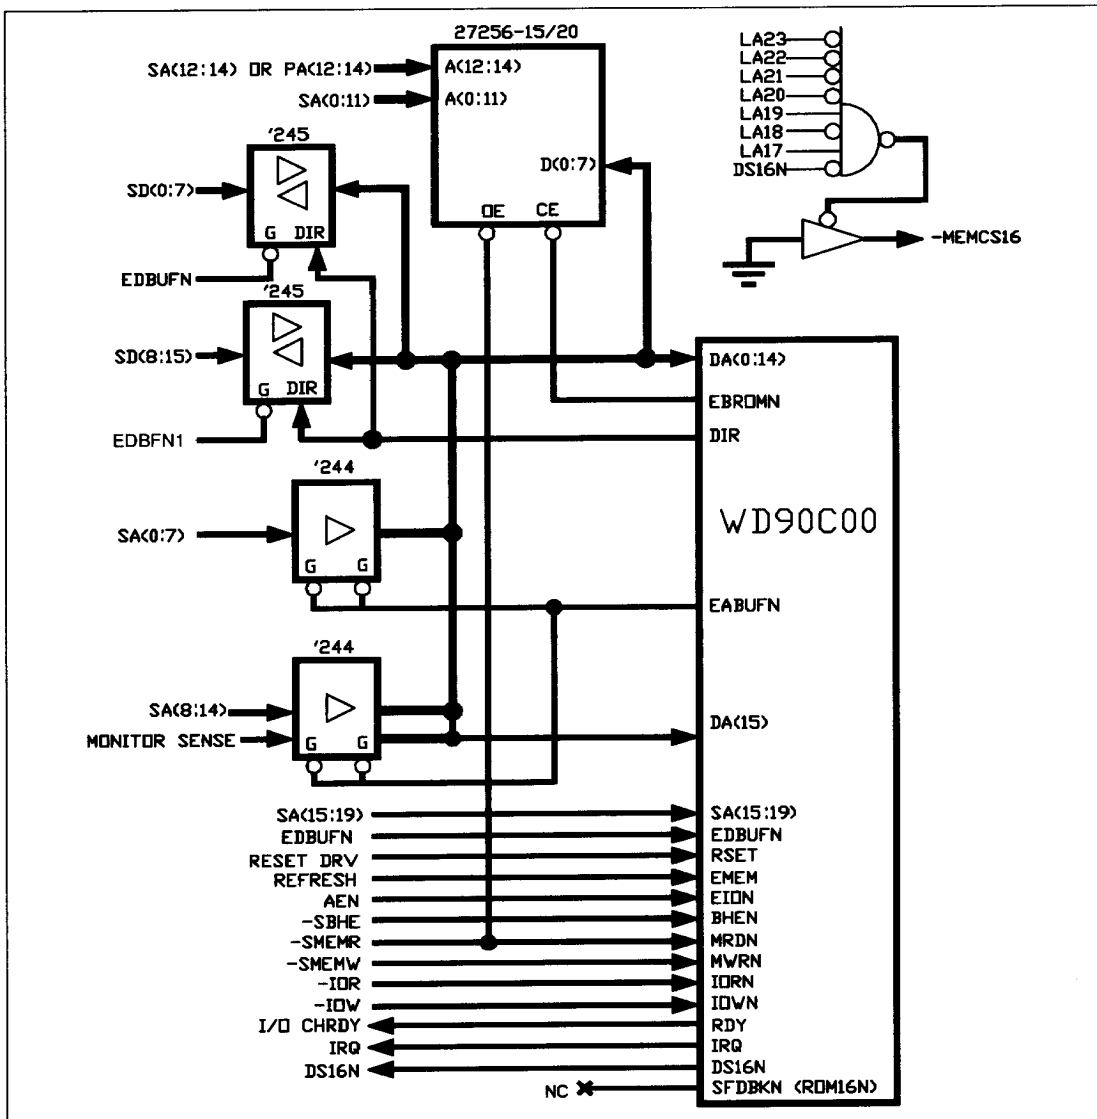 27256-15/20
SA(12:14) OR PA(12:14)
A(12:14)
SA(0:11)
A(0:11)
D(0:7)
OE
CE
LA23
LA22
LA21
LA20
LA19
LA18
LA17
DS16N
-MEMCS16
'245
SD(0:7)
G
DIR
EDBUFN
'245
SD(8:15)
G
DIR
EDBFN1
'244
SA(0:7)
G
G
'244
SA(8:14)
MONITOR SENSE
G
G
DA(0:14)
EBROMN
DIR
WD90C00
EABUFN
DA(15)
SA(15:19)
SA(15:19)
EDBUFN
EDBUFN
RESET DRV
RSET
REFRESH
EMEM
AEN
EION
-SBHE
BHEN
-SMEMR
MRDN
-SMEMW
MWRN
-IOR
IORN
-IOW
IOWN
I/O CHRDY
RDY
IRQ
IRQ
DS16N
DS16N
NC
SFDBKN (ROM16N)